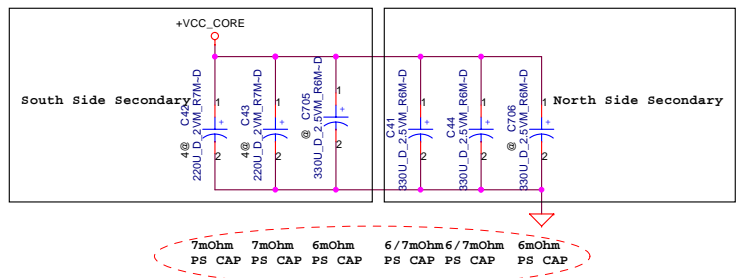 +VCC_CORE
South Side Secondary
North Side Secondary
C42
220U_D_2VM_R7M~D
4@
1
+
2
C43
220U_D_2VM_R7M~D
4@
1
+
2
C705
330U_D_2.5VM_R6M~D
@
1
+
2
C41
330U_D_2.5VM_R6M~D
1
+
2
C44
330U_D_2.5VM_R6M~D
1
+
2
C706
330U_D_2.5VM_R6M~D
@
1
+
2
7mOhm 7mOhm 6mOhm 6/7mOhm 6/7mOhm 6mOhm
PS CAP PS CAP PS CAP PS CAP PS CAP PS CAP